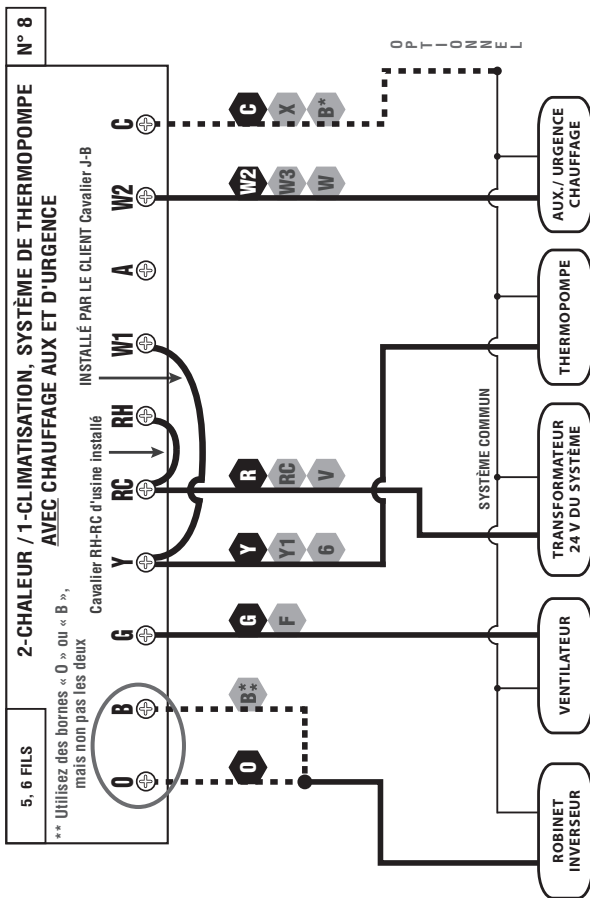 5, 6 FILS
2-CHALEUR / 1-CLIMATISATION, SYSTÈME DE THERMOPOMPE
AVEC CHAUFFAGE AUX ET D'URGENCE
N° 8
** Utilisez des bornes « O » ou « B »,
mais non pas les deux
Cavalier RH-RC d'usine installé
INSTALLÉ PAR LE CLIENT Cavalier J-B
O B G Y RC RH W1 A W2 C
O B* G Y R W2 C
F Y1 RC W3 X
6 V W B*
OPTIONNEL
SYSTÈME COMMUN
ROBINET
INVERSEUR
VENTILATEUR
TRANSFORMATEUR
24 V DU SYSTÈME
THERMOPOMPE
AUX./ URGENCE
CHAUFFAGE